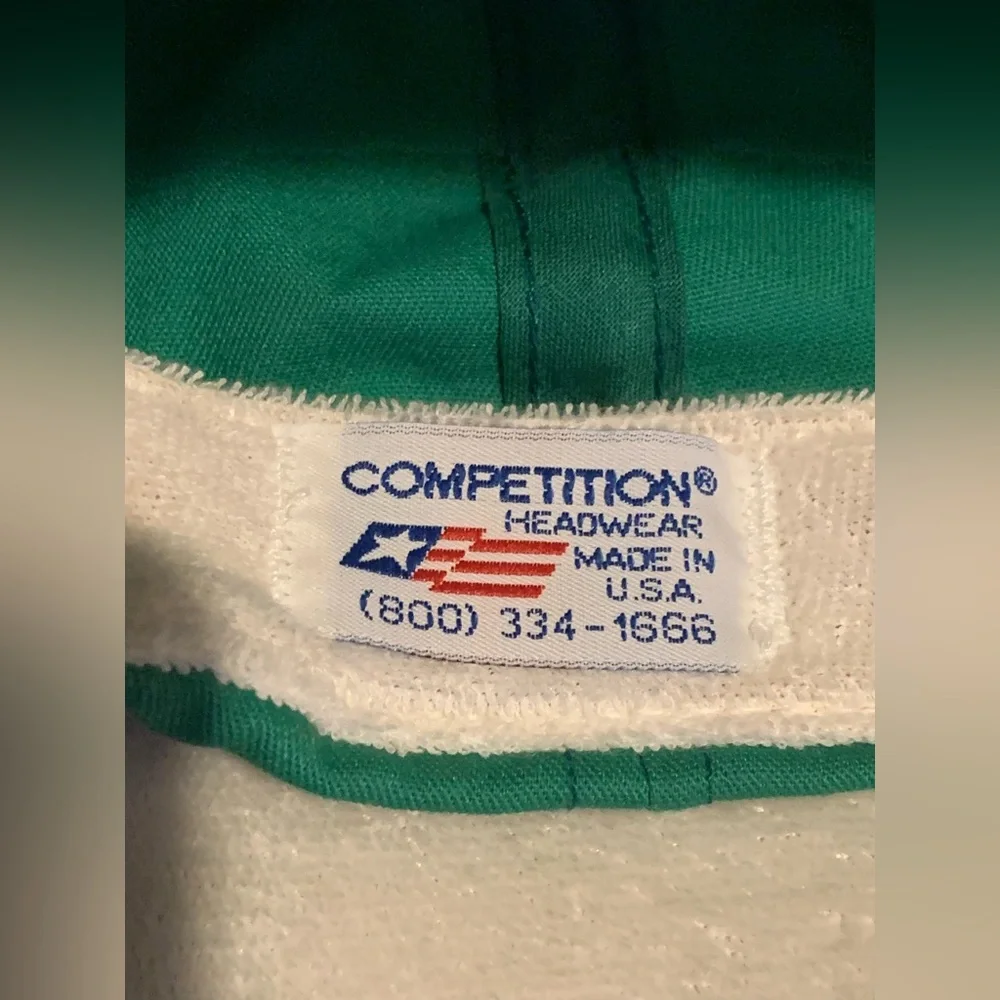 COMPETITION®
HEADWEAR
MADE IN
U.S.A.
(800) 334-1666